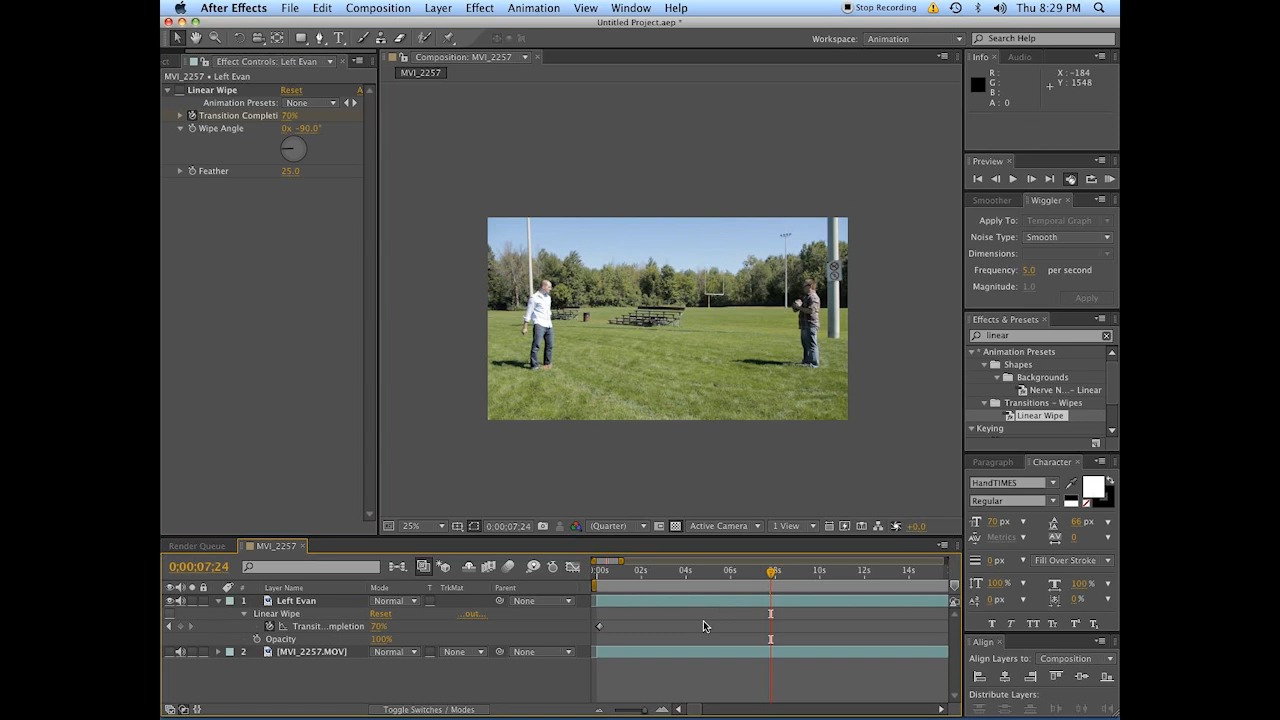 After Effects File Edit Composition Layer Effect Animation View Window Help Stop Recording Thu 8:29 PM
Untitled Project.aep *
Workspace: Animation Search Help
Effect Controls: Left Evan
MVI_2257 • Left Evan
Linear Wipe Reset A
Animation Presets: None
Transition Completi 70%
Wipe Angle 0x -90.0°
Feather 25.0
Composition: MVI_2257
MVI_2257
25% 0;00;07;24 (Quarter) Active Camera 1 View +0.0
Info Audio
R: X: -184
G: Y: 1548
B:
A: 0
Preview
Smoother Wiggler
Apply To: Temporal Graph
Noise Type: Smooth
Dimensions:
Frequency: 5.0 per second
Magnitude: 1.0
Apply
Effects & Presets
linear
* Animation Presets
Shapes
Backgrounds
Nerve N...- Linear
Transitions - Wipes
Linear Wipe
Keying
Paragraph Character
HandTIMES
Regular
70 px 66 px
Metrics 0
0 px Fill Over Stroke
100% 100%
0 px 0%
T T TT Tr T' T,
Align
Align Layers to: Composition
Distribute Layers:
Render Queue MVI_2257
0;00;07;24
:00s 02s 04s 06s 08s 10s 12s 14s
# Layer Name Mode T TrkMat Parent
1 Left Evan Normal None
Linear Wipe Reset ...out...
Transit...mpletion 70%
Opacity 100%
2 [MVI_2257.MOV] Normal None None
Toggle Switches / Modes